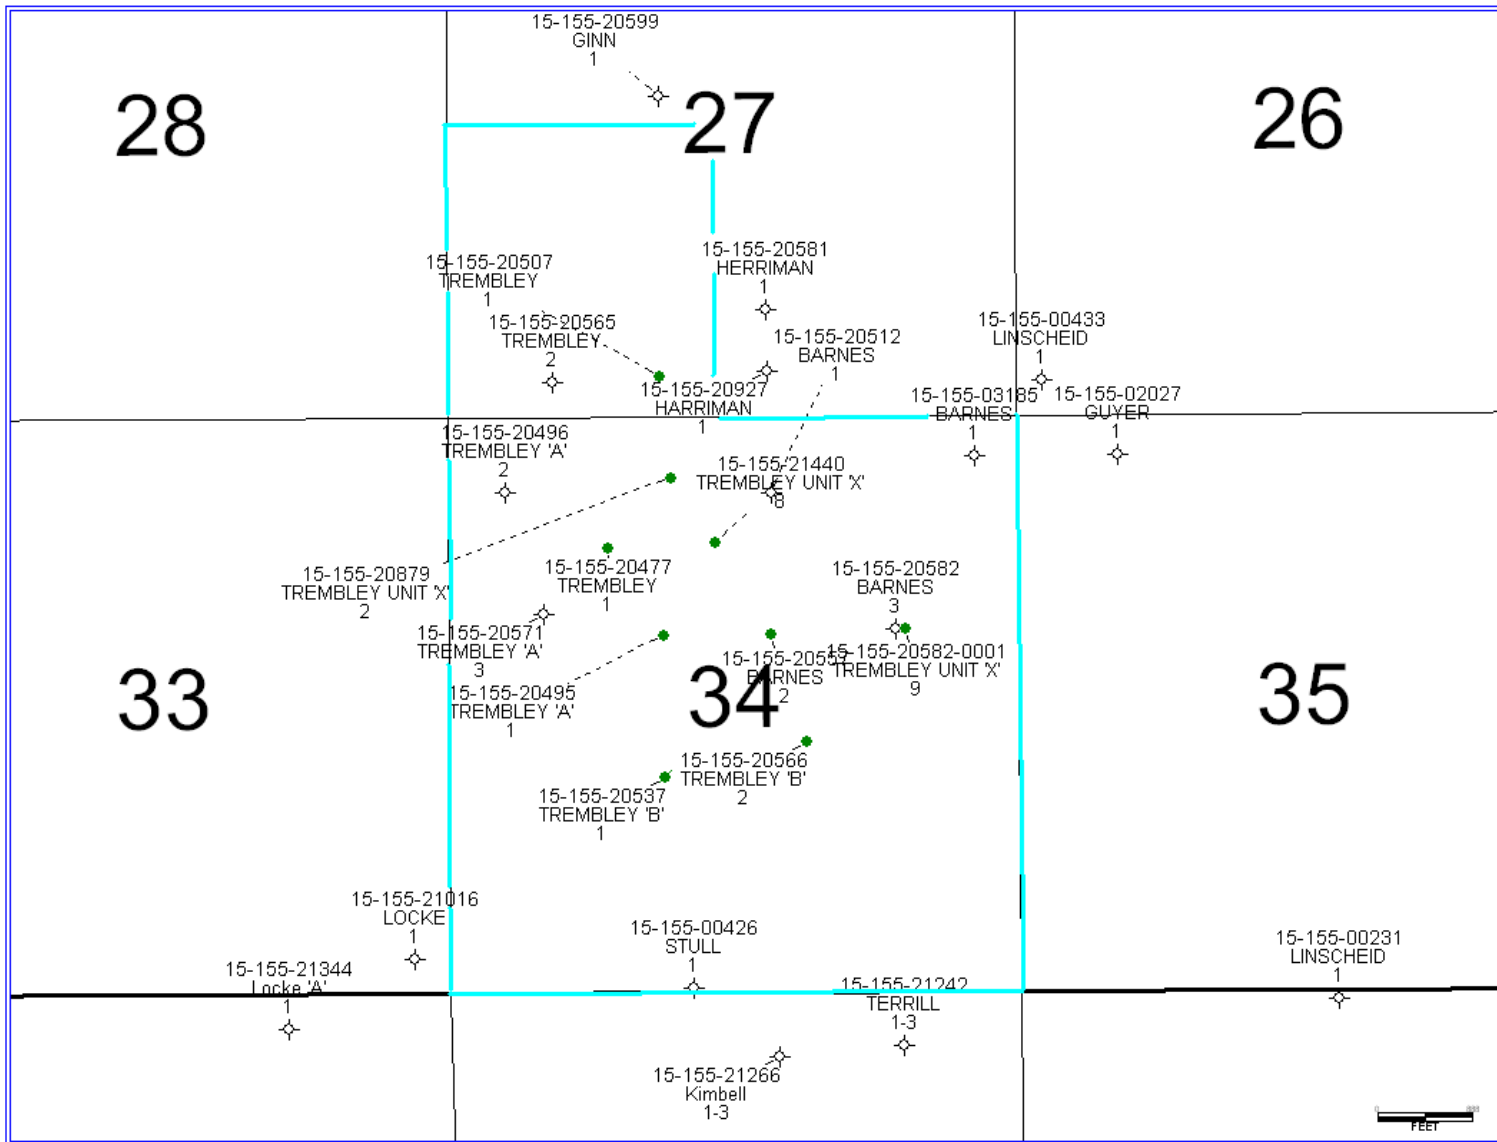 15-155-20599
GINN
1
28
27
26
15-155-20581
HERRIMAN
1
15-155-20507
TREMBLEY
1
15-155-20565
TREMBLEY
2
15-155-20512
BARNES
1
15-155-00433
LINSCHEID
1
15-155-20927
HARRIMAN
1
15-155-03185
BARNES
1
15-155-02027
GUYER
1
15-155-20496
TREMBLEY 'A'
2
15-155-21440
TREMBLEY UNIT 'X'
8
15-155-20879
TREMBLEY UNIT 'X'
2
15-155-20477
TREMBLEY
1
15-155-20582
BARNES
3
15-155-20571
TREMBLEY 'A'
3
BARNES
2
15-155-20582-0001
TREMBLEY UNIT 'X'
9
33
34
35
15-155-20495
TREMBLEY 'A'
1
15-155-20566
TREMBLEY 'B'
2
15-155-20537
TREMBLEY 'B'
1
15-155-21016
LOCKE
1
15-155-00426
STULL
1
15-155-00231
LINSCHEID
1
15-155-21344
Locke 'A'
1
15-155-21242
TERRILL
1-3
15-155-21266
Kimbell
1-3
FEET